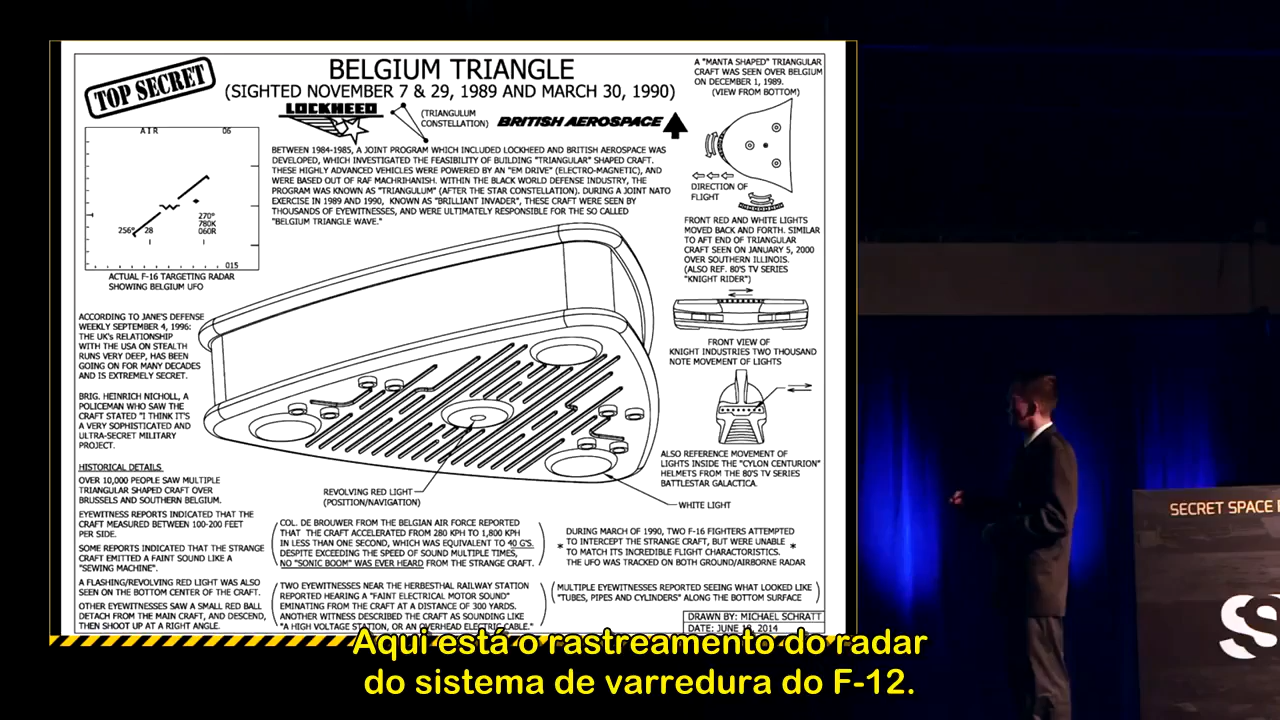 TOP SECRET
BELGIUM TRIANGLE
(SIGHTED NOVEMBER 7 & 29, 1989 AND MARCH 30, 1990)
LOCKHEED
(TRIANGULUM
CONSTELLATION)
BRITISH AEROSPACE
BETWEEN 1984-1985, A JOINT PROGRAM WHICH INCLUDED LOCKHEED AND BRITISH AEROSPACE WAS
DEVELOPED, WHICH INVESTIGATED THE FEASIBILITY OF BUILDING "TRIANGULAR" SHAPED CRAFT.
THESE HIGHLY ADVANCED VEHICLES WERE POWERED BY AN "EM DRIVE" (ELECTRO-MAGNETIC), AND
WERE BASED OUT OF RAF MACHRIHANISH. WITHIN THE BLACK WORLD DEFENSE INDUSTRY, THE
PROGRAM WAS KNOWN AS "TRIANGULUM" (AFTER THE STAR CONSTELLATION). DURING A JOINT NATO
EXERCISE IN 1989 AND 1990, KNOWN AS "BRILLIANT INVADER", THESE CRAFT WERE SEEN BY
THOUSANDS OF EYEWITNESSES, AND WERE ULTIMATELY RESPONSIBLE FOR THE SO CALLED
"BELGIUM TRIANGLE WAVE."
AIR 06
270°
780K
060R
256° 28
015
ACTUAL F-16 TARGETING RADAR
SHOWING BELGIUM UFO
ACCORDING TO JANE'S DEFENSE
WEEKLY SEPTEMBER 4, 1996:
THE UK's RELATIONSHIP
WITH THE USA ON STEALTH
RUNS VERY DEEP, HAS BEEN
GOING ON FOR MANY DECADES
AND IS EXTREMELY SECRET.
BRIG. HEINRICH NICHOLL, A
POLICEMAN WHO SAW THE
CRAFT STATED "I THINK IT'S
A VERY SOPHISTICATED AND
ULTRA-SECRET MILITARY
PROJECT.
HISTORICAL DETAILS
OVER 10,000 PEOPLE SAW MULTIPLE
TRIANGULAR SHAPED CRAFT OVER
BRUSSELS AND SOUTHERN BELGIUM.
EYEWITNESS REPORTS INDICATED THAT THE
CRAFT MEASURED BETWEEN 100-200 FEET
PER SIDE.
SOME REPORTS INDICATED THAT THE STRANGE
CRAFT EMITTED A FAINT SOUND LIKE A
"SEWING MACHINE".
A FLASHING/REVOLVING RED LIGHT WAS ALSO
SEEN ON THE BOTTOM CENTER OF THE CRAFT.
OTHER EYEWITNESSES SAW A SMALL RED BALL
DETACH FROM THE MAIN CRAFT, AND DESCEND,
THEN SHOOT UP AT A RIGHT ANGLE.
REVOLVING RED LIGHT
(POSITION/NAVIGATION)
WHITE LIGHT
COL. DE BROUWER FROM THE BELGIAN AIR FORCE REPORTED
THAT THE CRAFT ACCELERATED FROM 280 KPH TO 1,800 KPH
IN LESS THAN ONE SECOND, WHICH WAS EQUIVALENT TO 40 G'S.
DESPITE EXCEEDING THE SPEED OF SOUND MULTIPLE TIMES,
NO "SONIC BOOM" WAS EVER HEARD FROM THE STRANGE CRAFT.
TWO EYEWITNESSES NEAR THE HERBESTHAL RAILWAY STATION
REPORTED HEARING A "FAINT ELECTRICAL MOTOR SOUND"
EMINATING FROM THE CRAFT AT A DISTANCE OF 300 YARDS.
ANOTHER WITNESS DESCRIBED THE CRAFT AS SOUNDING LIKE
"A HIGH VOLTAGE STATION, OR AN OVERHEAD ELECTRIC CABLE."
A "MANTA SHAPED" TRIANGULAR
CRAFT WAS SEEN OVER BELGIUM
ON DECEMBER 1, 1989.
(VIEW FROM BOTTOM)
DIRECTION OF
FLIGHT
FRONT RED AND WHITE LIGHTS
MOVED BACK AND FORTH. SIMILAR
TO AFT END OF TRIANGULAR
CRAFT SEEN ON JANUARY 5, 2000
OVER SOUTHERN ILLINOIS.
(ALSO REF. 80'S TV SERIES
"KNIGHT RIDER")
FRONT VIEW OF
KNIGHT INDUSTRIES TWO THOUSAND
NOTE MOVEMENT OF LIGHTS
ALSO REFERENCE MOVEMENT OF
LIGHTS INSIDE THE "CYLON CENTURION"
HELMETS FROM THE 80'S TV SERIES
BATTLESTAR GALACTICA.
DURING MARCH OF 1990, TWO F-16 FIGHTERS ATTEMPTED
TO INTERCEPT THE STRANGE CRAFT, BUT WERE UNABLE
* TO MATCH ITS INCREDIBLE FLIGHT CHARACTERISTICS. *
THE UFO WAS TRACKED ON BOTH GROUND/AIRBORNE RADAR
MULTIPLE EYEWITNESSES REPORTED SEEING WHAT LOOKED LIKE
"TUBES, PIPES AND CYLINDERS" ALONG THE BOTTOM SURFACE
DRAWN BY: MICHAEL SCHRATT
DATE: JUNE 2014
SECRET SPACE
Aqui está o rastreamento do radar
do sistema de varredura do F-12.